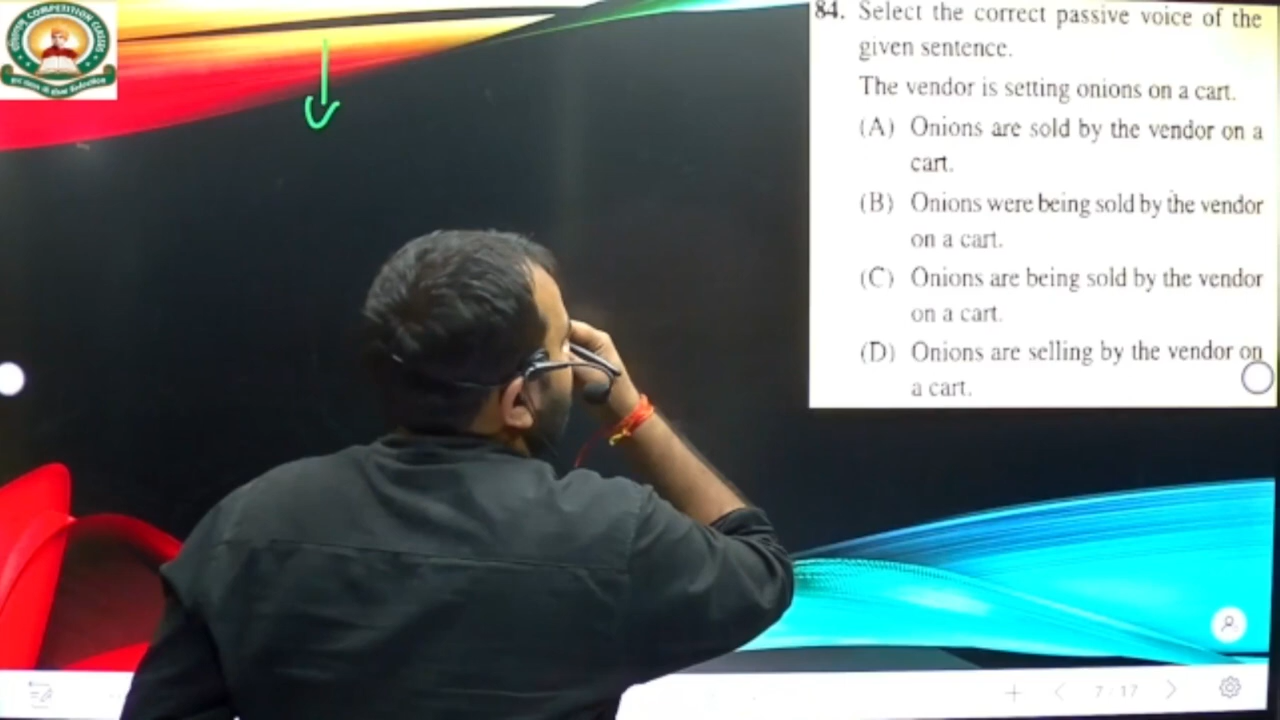 84. Select the correct passive voice of the
given sentence.
The vendor is setting onions on a cart.
(A) Onions are sold by the vendor on a
cart.
(B) Onions were being sold by the vendor
on a cart.
(C) Onions are being sold by the vendor
on a cart.
(D) Onions are selling by the vendor on
a cart.
7 / 17